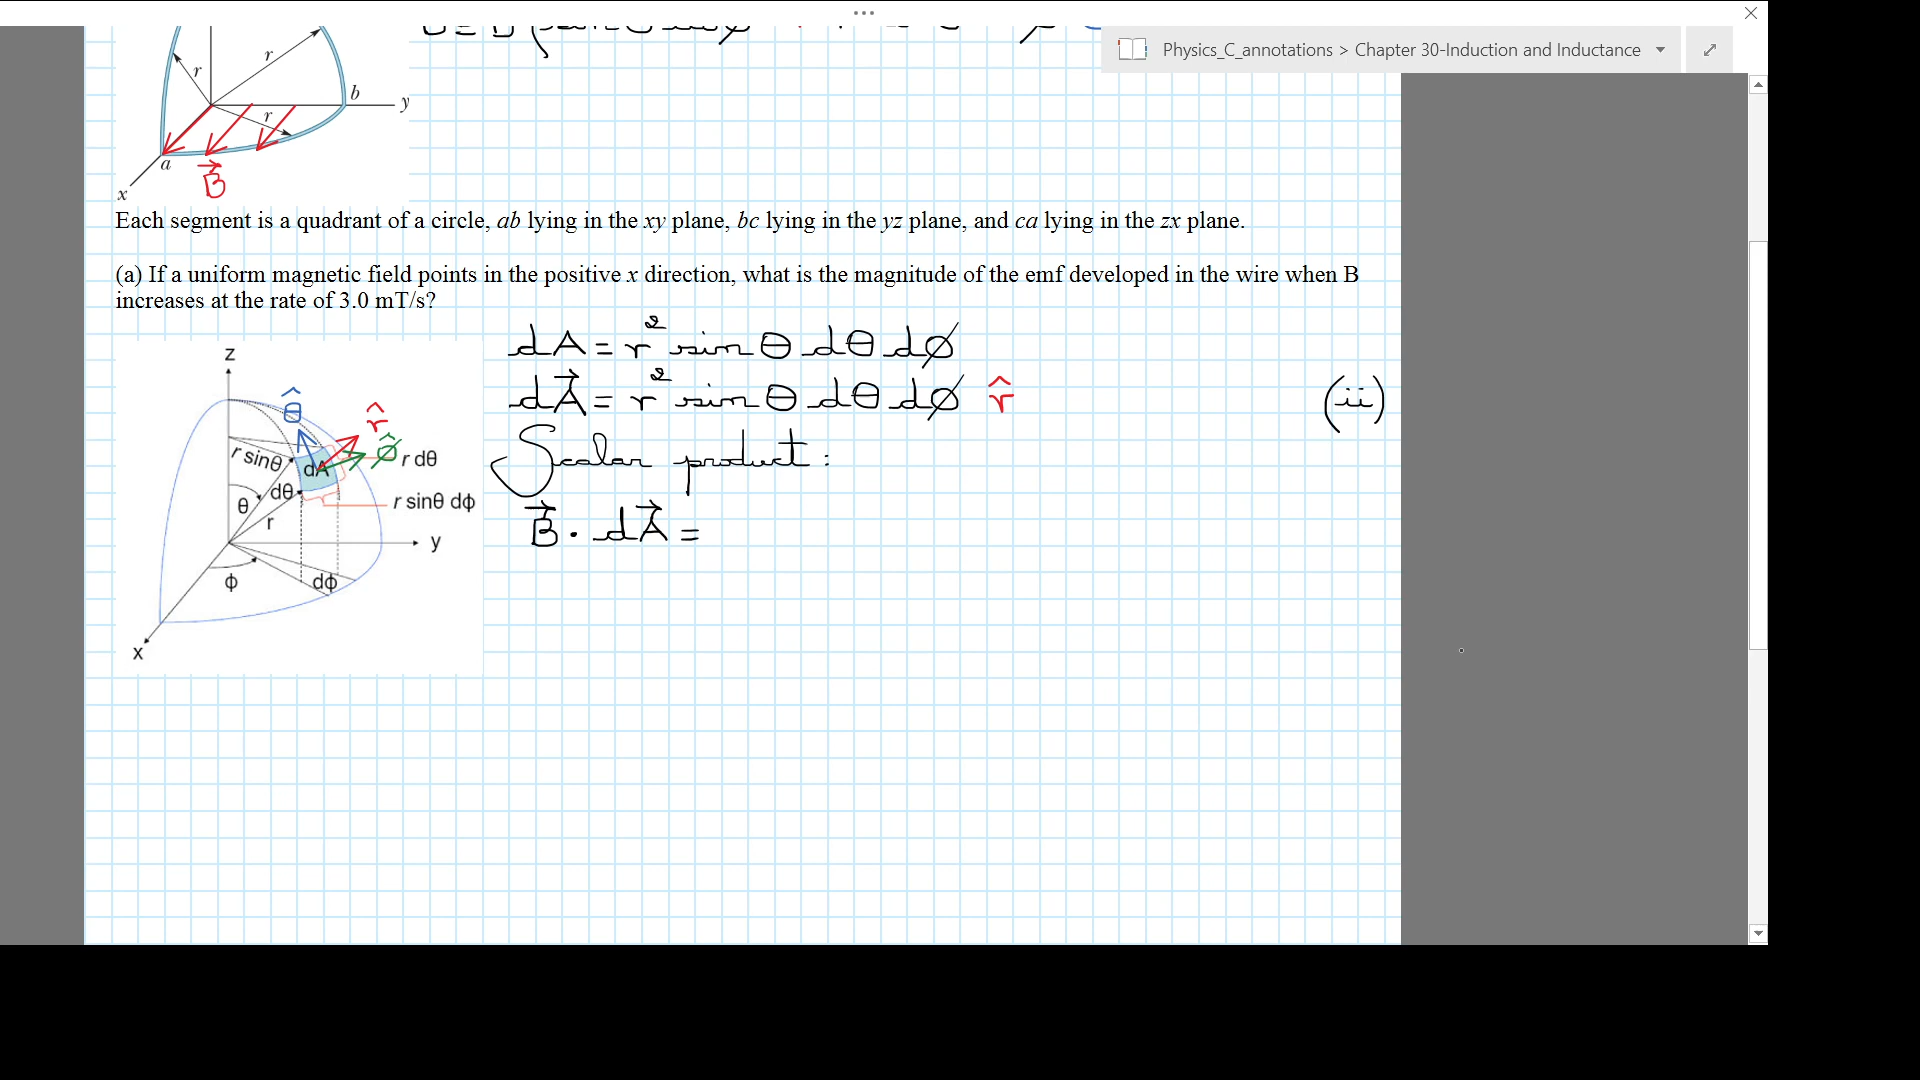 Physics_C_annotations > Chapter 30-Induction and Inductance
r
r
b
y
r
a
B⃗
x
Each segment is a quadrant of a circle, ab lying in the xy plane, bc lying in the yz plane, and ca lying in the zx plane.
(a) If a uniform magnetic field points in the positive x direction, what is the magnitude of the emf developed in the wire when B
increases at the rate of 3.0 mT/s?
dA = r² sin θ dθ dø
dA⃗ = r² sin θ dθ dø r̂ (ii)
Scalar product :
B⃗ · dA⃗ =
z
θ̂
r̂
ø̂
r sinθ
dA
r dθ
dθ
θ
r sinθ dϕ
r
y
ϕ
dϕ
x